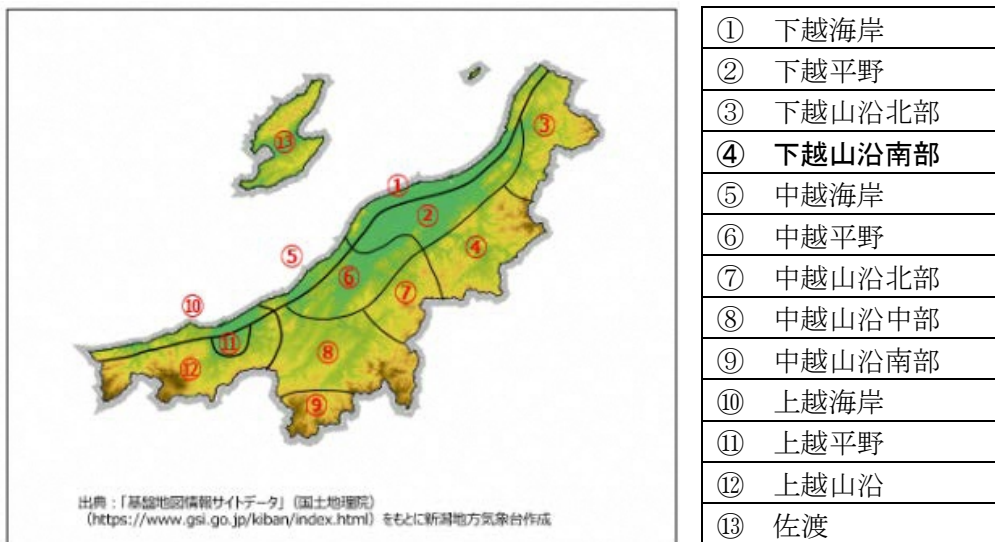 ⑬
③
①
②
④
⑤
⑥
⑦
⑩
⑪
⑫
⑧
⑨
出典：「基盤地図情報サイトデータ」（国土地理院）
（https://www.gsi.go.jp/kiban/index.html）をもとに新潟地方気象台作成
① 下越海岸
② 下越平野
③ 下越山沿北部
④ 下越山沿南部
⑤ 中越海岸
⑥ 中越平野
⑦ 中越山沿北部
⑧ 中越山沿中部
⑨ 中越山沿南部
⑩ 上越海岸
⑪ 上越平野
⑫ 上越山沿
⑬ 佐渡